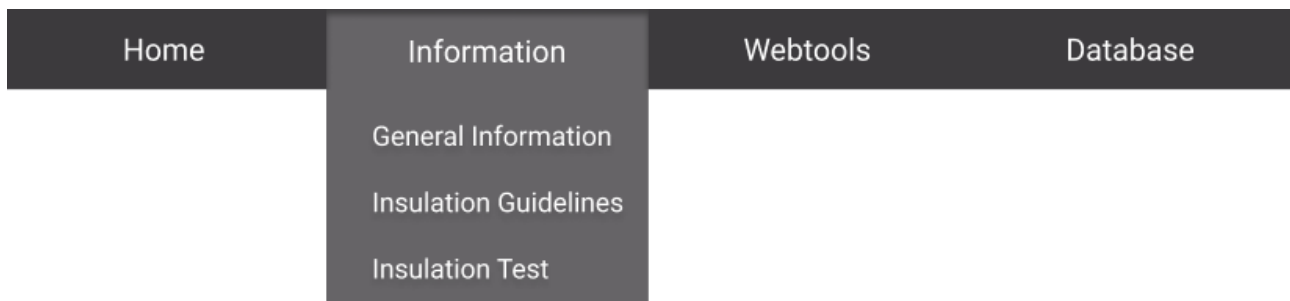 Home Information Webtools Database
General Information
Insulation Guidelines
Insulation Test